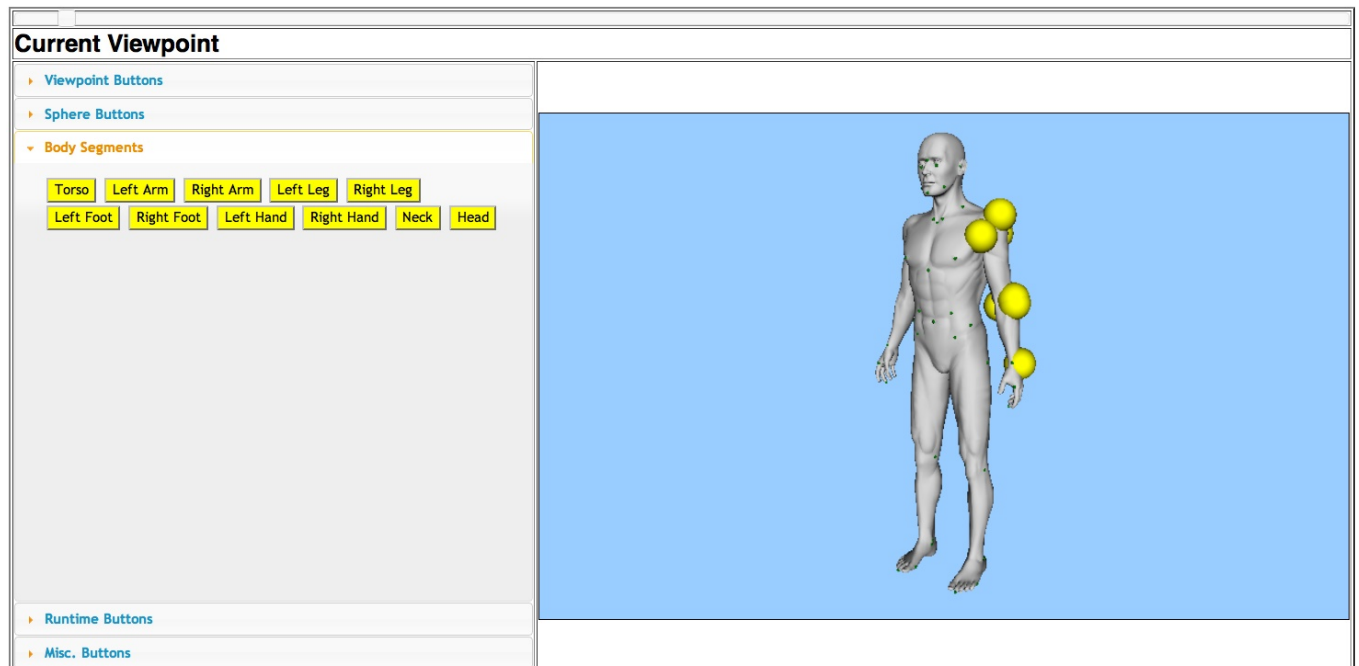 Current Viewpoint
Viewpoint Buttons
Sphere Buttons
Body Segments
Torso Left Arm Right Arm Left Leg Right Leg
Left Foot Right Foot Left Hand Right Hand Neck Head
Runtime Buttons
Misc. Buttons